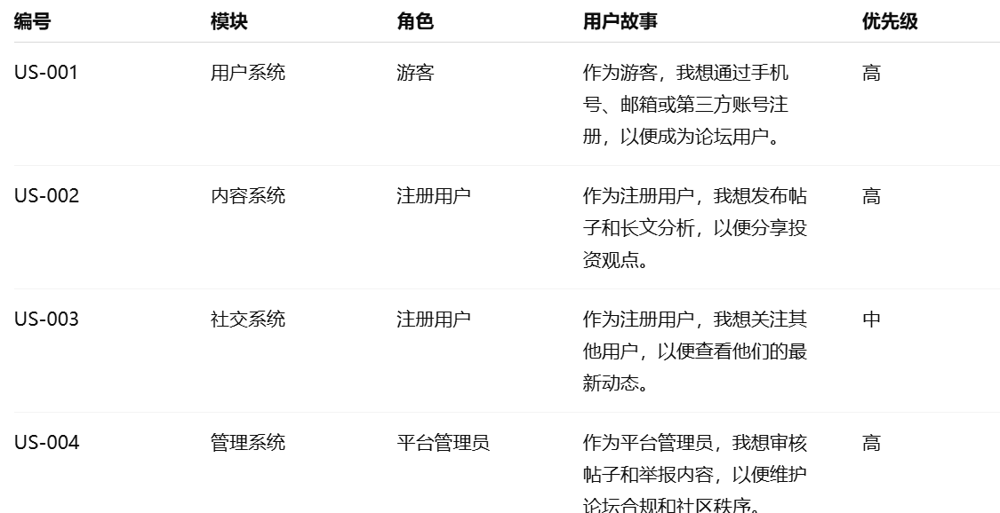 编号 模块 角色 用户故事 优先级
US-001 用户系统 游客 作为游客，我想通过手机 高
号、邮箱或第三方账号注
册，以便成为论坛用户。
US-002 内容系统 注册用户 作为注册用户，我想发布帖 高
子和长文分析，以便分享投
资观点。
US-003 社交系统 注册用户 作为注册用户，我想关注其 中
他用户，以便查看他们的最
新动态。
US-004 管理系统 平台管理员 作为平台管理员，我想审核 高
帖子和举报内容，以便维护
论坛合规和社区秩序。